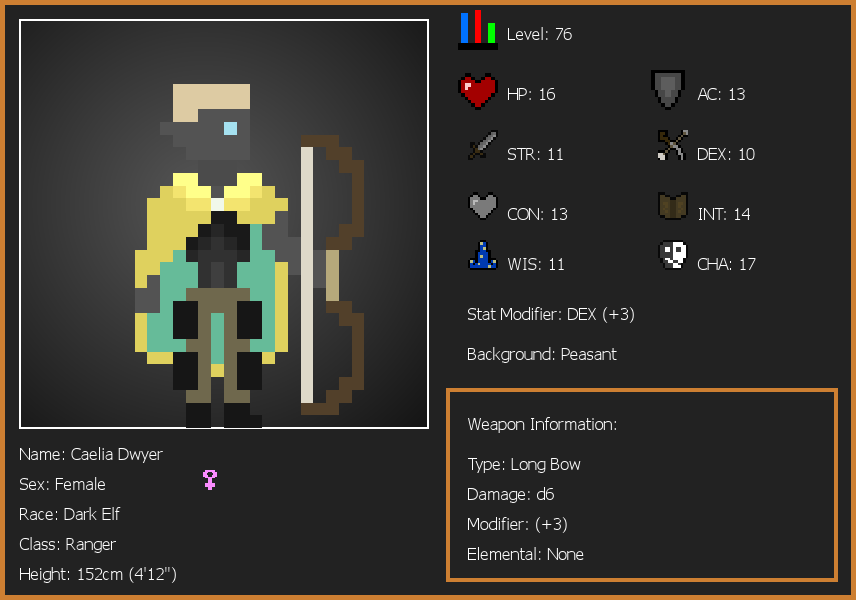 Level: 76
HP: 16
AC: 13
STR: 11
DEX: 10
CON: 13
INT: 14
WIS: 11
CHA: 17
Stat Modifier: DEX (+3)
Background: Peasant
Weapon Information:
Type: Long Bow
Damage: d6
Modifier: (+3)
Elemental: None
Name: Caelia Dwyer
Sex: Female
Race: Dark Elf
Class: Ranger
Height: 152cm (4'12")